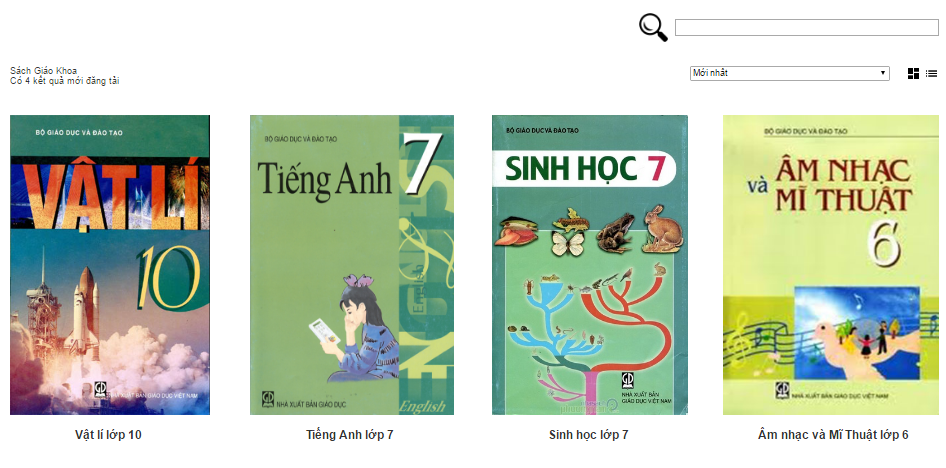 Sách Giáo Khoa
Có 4 kết quả mới đăng tải
Mới nhất
BỘ GIÁO DỤC VÀ ĐÀO TẠO
VẬT LÍ
10
NHÀ XUẤT BẢN GIÁO DỤC VIỆT NAM
BỘ GIÁO DỤC VÀ ĐÀO TẠO
Tiếng Anh 7
ENGLISH
English
NHÀ XUẤT BẢN GIÁO DỤC
English
BỘ GIÁO DỤC VÀ ĐÀO TẠO
SINH HỌC 7
NHÀ XUẤT BẢN
GIÁO DỤC VIỆT NAM
BỘ GIÁO DỤC VÀ ĐÀO TẠO
ÂM NHẠC
và MĨ THUẬT
6
NHÀ XUẤT BẢN GIÁO DỤC VIỆT NAM
Vật lí lớp 10
Tiếng Anh lớp 7
Sinh học lớp 7
Âm nhạc và Mĩ Thuật lớp 6